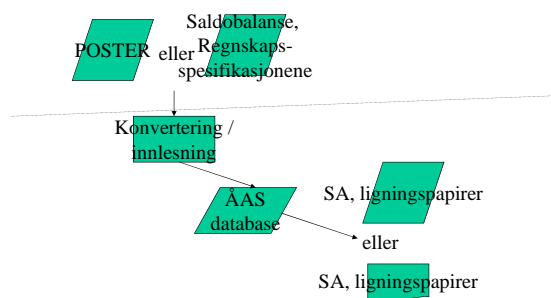 POSTER
eller
Saldobalanse,
Regnskaps-
spesifikasjonene
Konvertering /
innlesning
ÅAS
database
SA, ligningspapirer
eller
SA, ligningspapirer